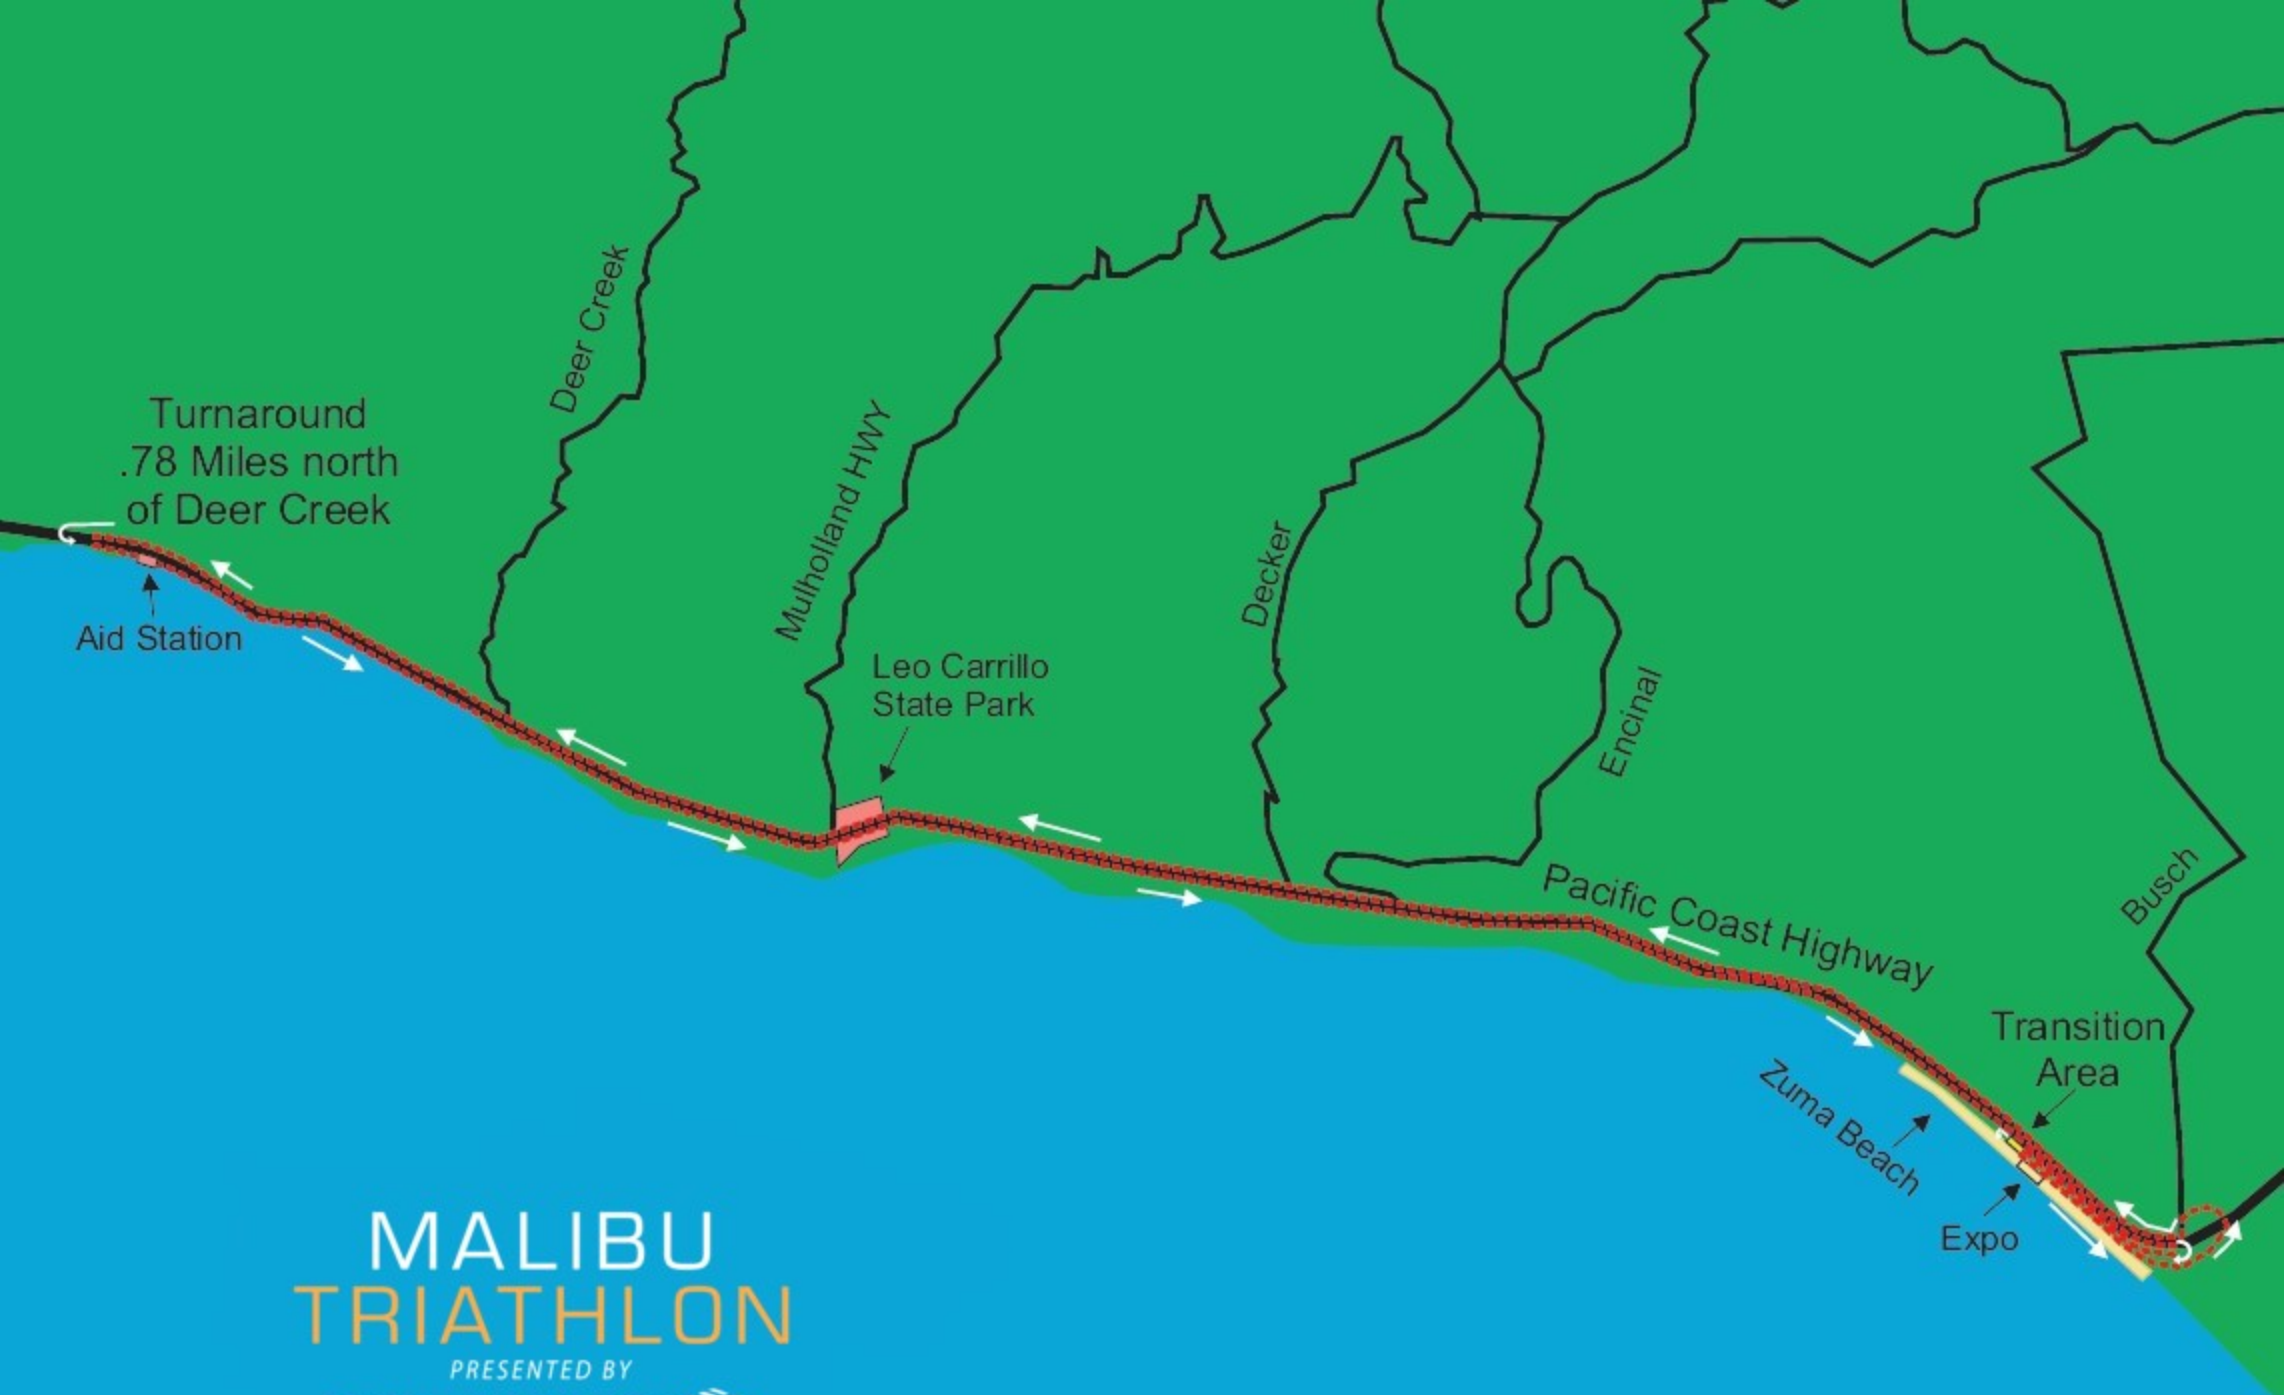 Turnaround
.78 Miles north
of Deer Creek
Aid Station
Deer Creek
Mulholland HWY
Leo Carrillo
State Park
Decker
Encinal
Pacific Coast Highway
Busch
Transition
Area
Zuma Beach
Expo
MALIBU
TRIATHLON
PRESENTED BY